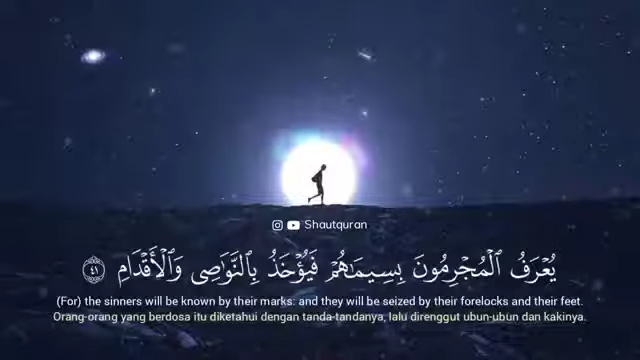 Shautquran
يُعْرَفُ ٱلْمُجْرِمُونَ بِسِيمَـٰهُمْ فَيُؤْخَذُ بِٱلنَّوَٰصِى وَٱلْأَقْدَامِ ٤١
(For) the sinners will be known by their marks: and they will be seized by their forelocks and their feet.
Orang-orang yang berdosa itu diketahui dengan tanda-tandanya, lalu direnggut ubun-ubun dan kakinya.